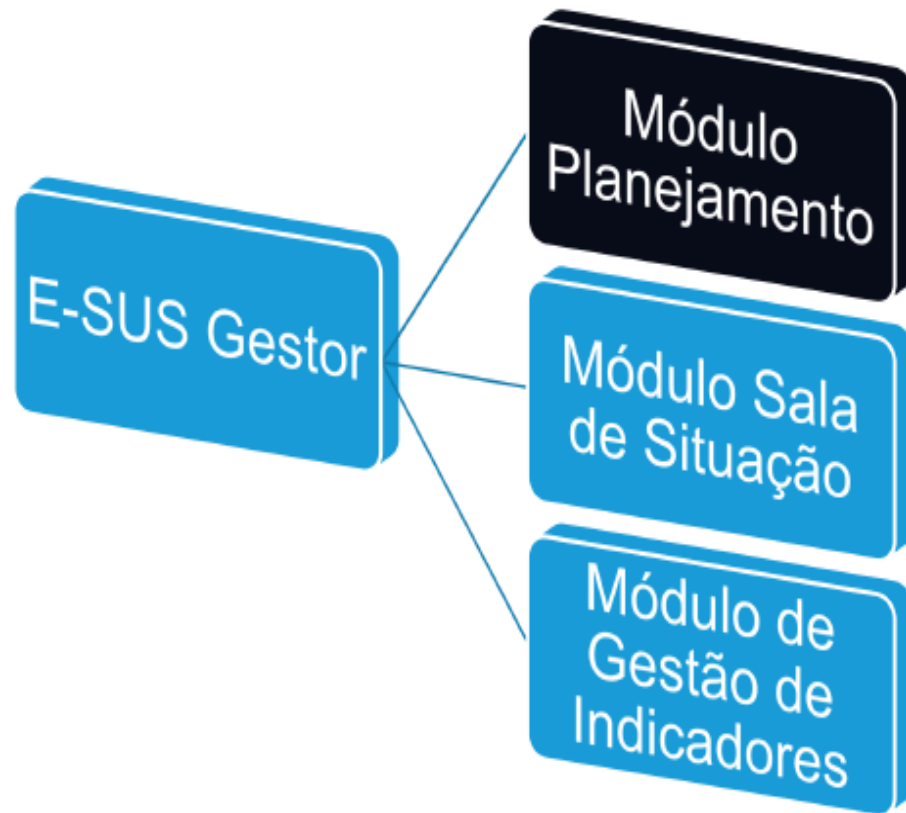 E-SUS Gestor
Módulo
Planejamento
Módulo Sala
de Situação
Módulo de
Gestão de
Indicadores